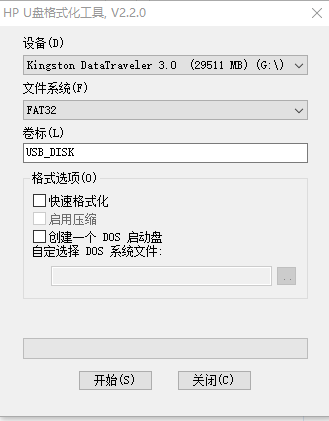 HP U盘格式化工具, V2.2.0
设备(D)
Kingston DataTraveler 3.0 (29511 MB) (G:\)
文件系统(F)
FAT32
卷标(L)
USB_DISK
格式选项(O)
快速格式化
启用压缩
创建一个 DOS 启动盘
自定选择 DOS 系统文件:
..
开始(S) 关闭(C)